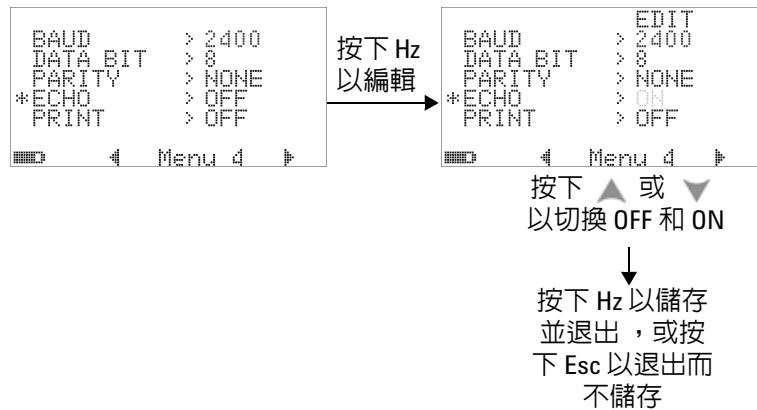 BAUD > 2400
DATA BIT > 8
PARITY > NONE
*ECHO > OFF
PRINT > OFF
Menu 4
按下 Hz
以編輯
EDIT
BAUD > 2400
DATA BIT > 8
PARITY > NONE
*ECHO > ON
PRINT > OFF
Menu 4
按下 ▲ 或 ▼
以切換 OFF 和 ON
按下 Hz 以儲存
並退出 ，或按
下 Esc 以退出而
不儲存